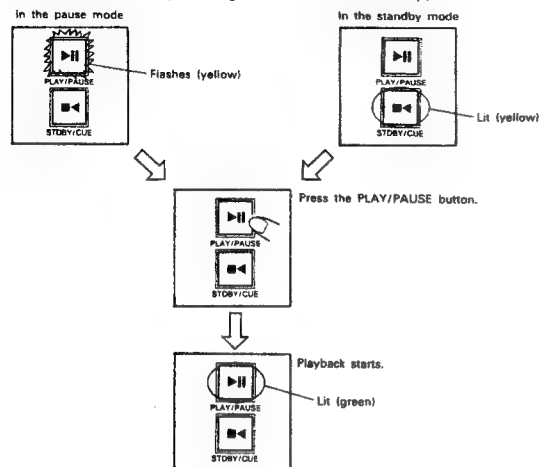 In the pause mode
In the standby mode
PLAY/PAUSE
Flashes (yellow)
STDBY/CUE
PLAY/PAUSE
Lit (yellow)
STDBY/CUE
Press the PLAY/PAUSE button.
PLAY/PAUSE
STDBY/CUE
Playback starts.
Lit (green)
PLAY/PAUSE
STDBY/CUE